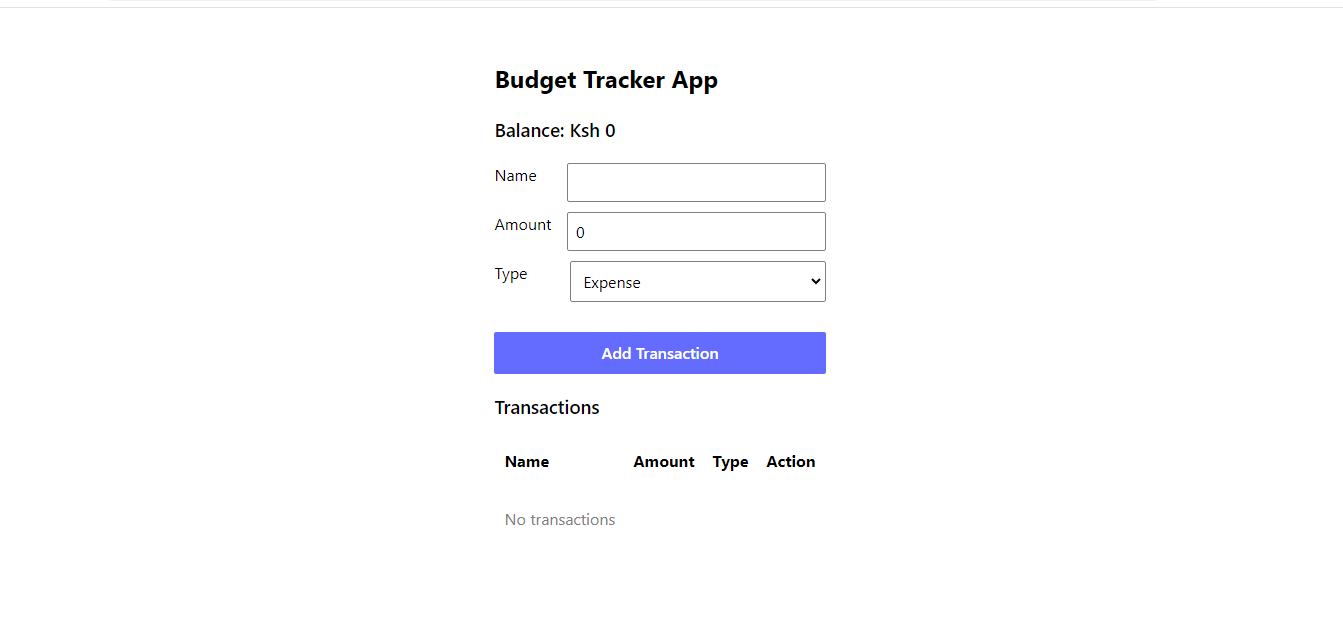 Budget Tracker App
Balance: Ksh 0
Name
Amount 0
Type Expense
Add Transaction
Transactions
Name Amount Type Action
No transactions